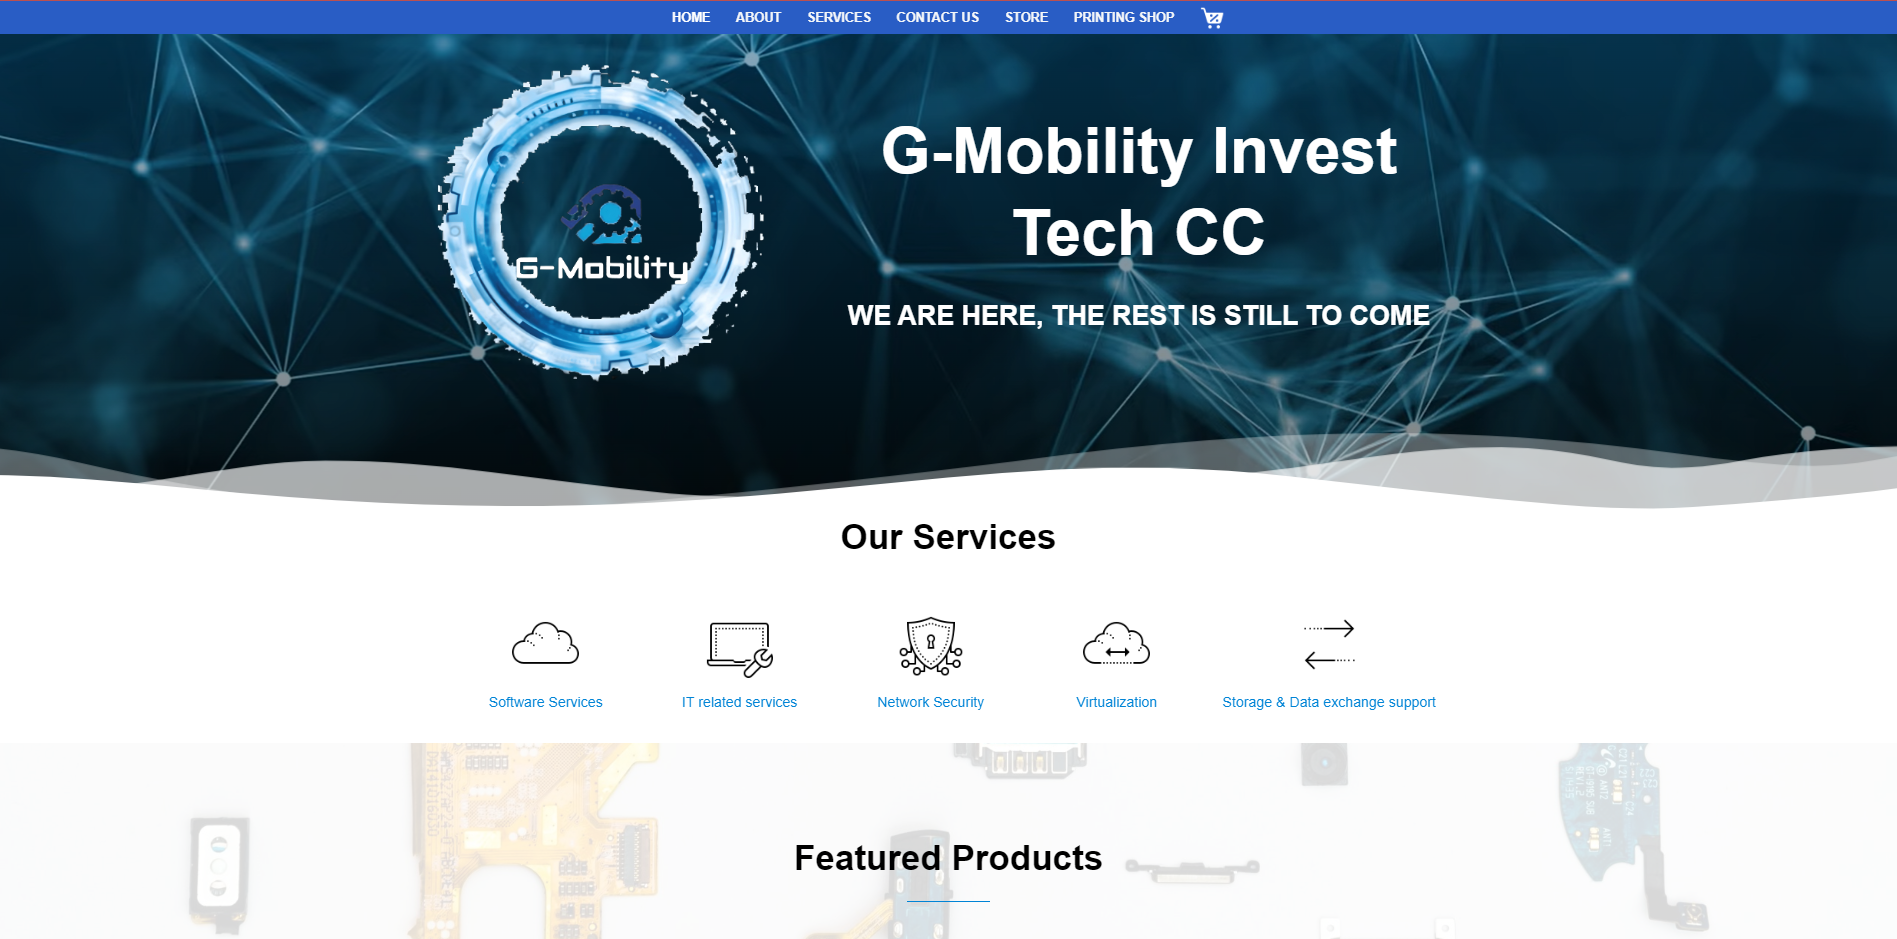 HOME ABOUT SERVICES CONTACT US STORE PRINTING SHOP
G-Mobility
G-Mobility Invest
Tech CC
WE ARE HERE, THE REST IS STILL TO COME
Our Services
Software Services
IT related services
Network Security
Virtualization
Storage & Data exchange support
Featured Products